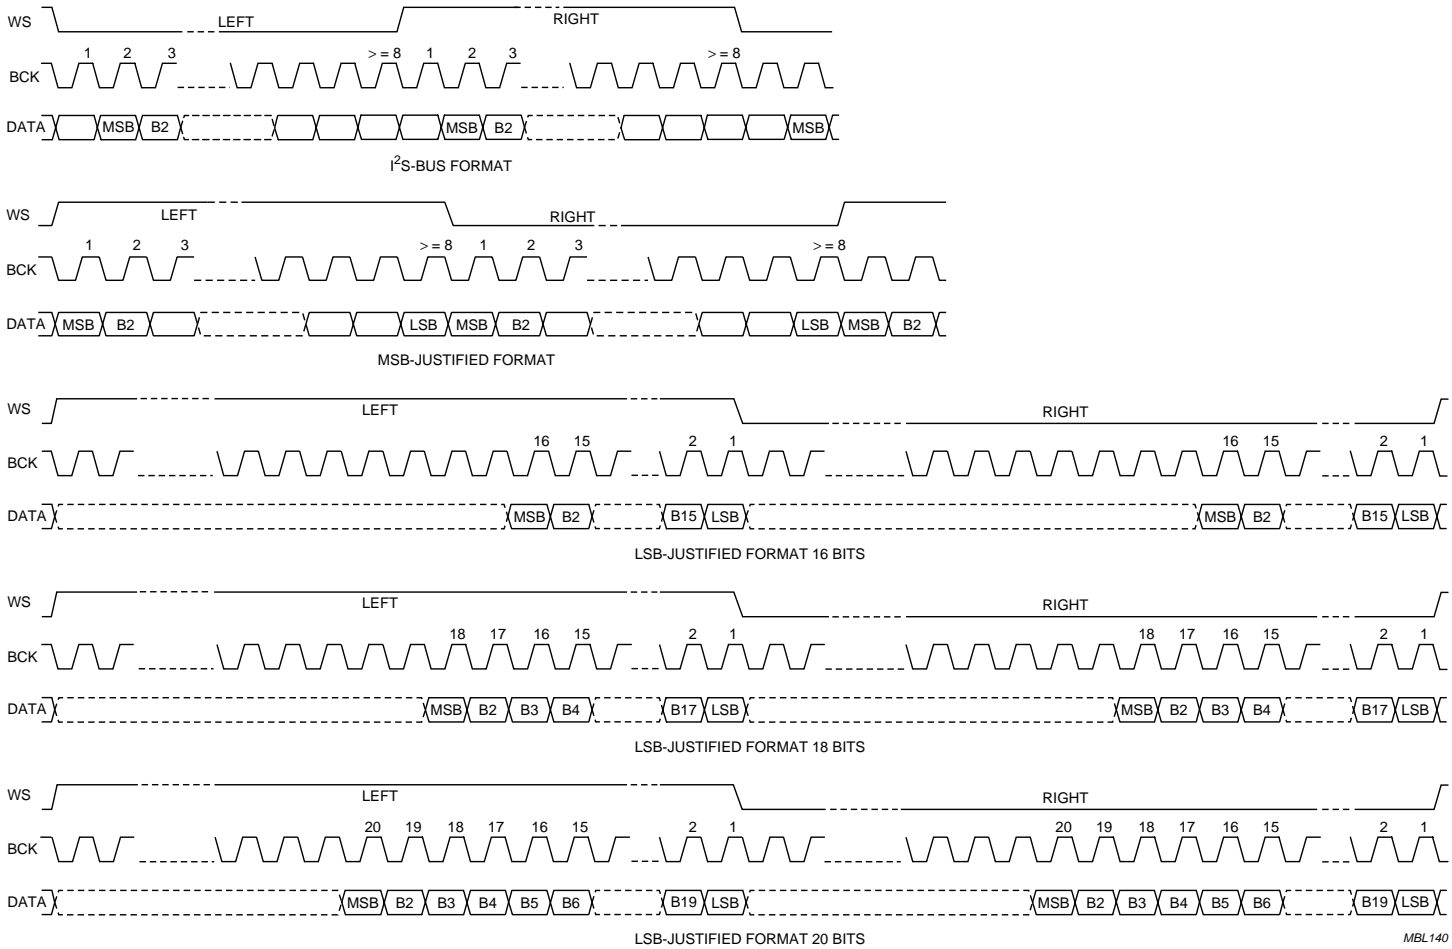 WS LEFT RIGHT
BCK 1 2 3 >= 8 1 2 3 >= 8
DATA MSB B2 MSB B2 MSB
I2S-BUS FORMAT
WS LEFT RIGHT
BCK 1 2 3 >= 8 1 2 3 >= 8
DATA MSB B2 LSB MSB B2 LSB MSB B2
MSB-JUSTIFIED FORMAT
WS LEFT RIGHT
BCK 16 15 2 1 16 15 2 1
DATA MSB B2 B15 LSB MSB B2 B15 LSB
LSB-JUSTIFIED FORMAT 16 BITS
WS LEFT RIGHT
BCK 18 17 16 15 2 1 18 17 16 15 2 1
DATA MSB B2 B3 B4 B17 LSB MSB B2 B3 B4 B17 LSB
LSB-JUSTIFIED FORMAT 18 BITS
WS LEFT RIGHT
BCK 20 19 18 17 16 15 2 1 20 19 18 17 16 15 2 1
DATA MSB B2 B3 B4 B5 B6 B19 LSB MSB B2 B3 B4 B5 B6 B19 LSB
LSB-JUSTIFIED FORMAT 20 BITS
MBL140